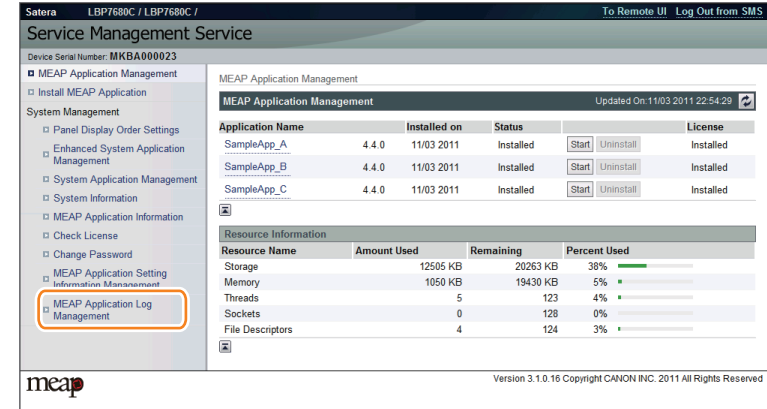 Satera LBP7680C / LBP7680C / To Remote UI Log Out from SMS
Service Management Service
Device Serial Number: MKBA000023
MEAP Application Management
Install MEAP Application
System Management
Panel Display Order Settings
Enhanced System Application
Management
System Application Management
System Information
MEAP Application Information
Check License
Change Password
MEAP Application Setting
Information Management
MEAP Application Log
Management
MEAP Application Management
MEAP Application Management Updated On:11/03 2011 22:54:29
Application Name Installed on Status License
SampleApp_A 4.4.0 11/03 2011 Installed Start Uninstall Installed
SampleApp_B 4.4.0 11/03 2011 Installed Start Uninstall Installed
SampleApp_C 4.4.0 11/03 2011 Installed Start Uninstall Installed
Resource Information
Resource Name Amount Used Remaining Percent Used
Storage 12505 KB 20263 KB 38%
Memory 1050 KB 19430 KB 5%
Threads 5 123 4%
Sockets 0 128 0%
File Descriptors 4 124 3%
meap Version 3.1.0.16 Copyright CANON INC. 2011 All Rights Reserved